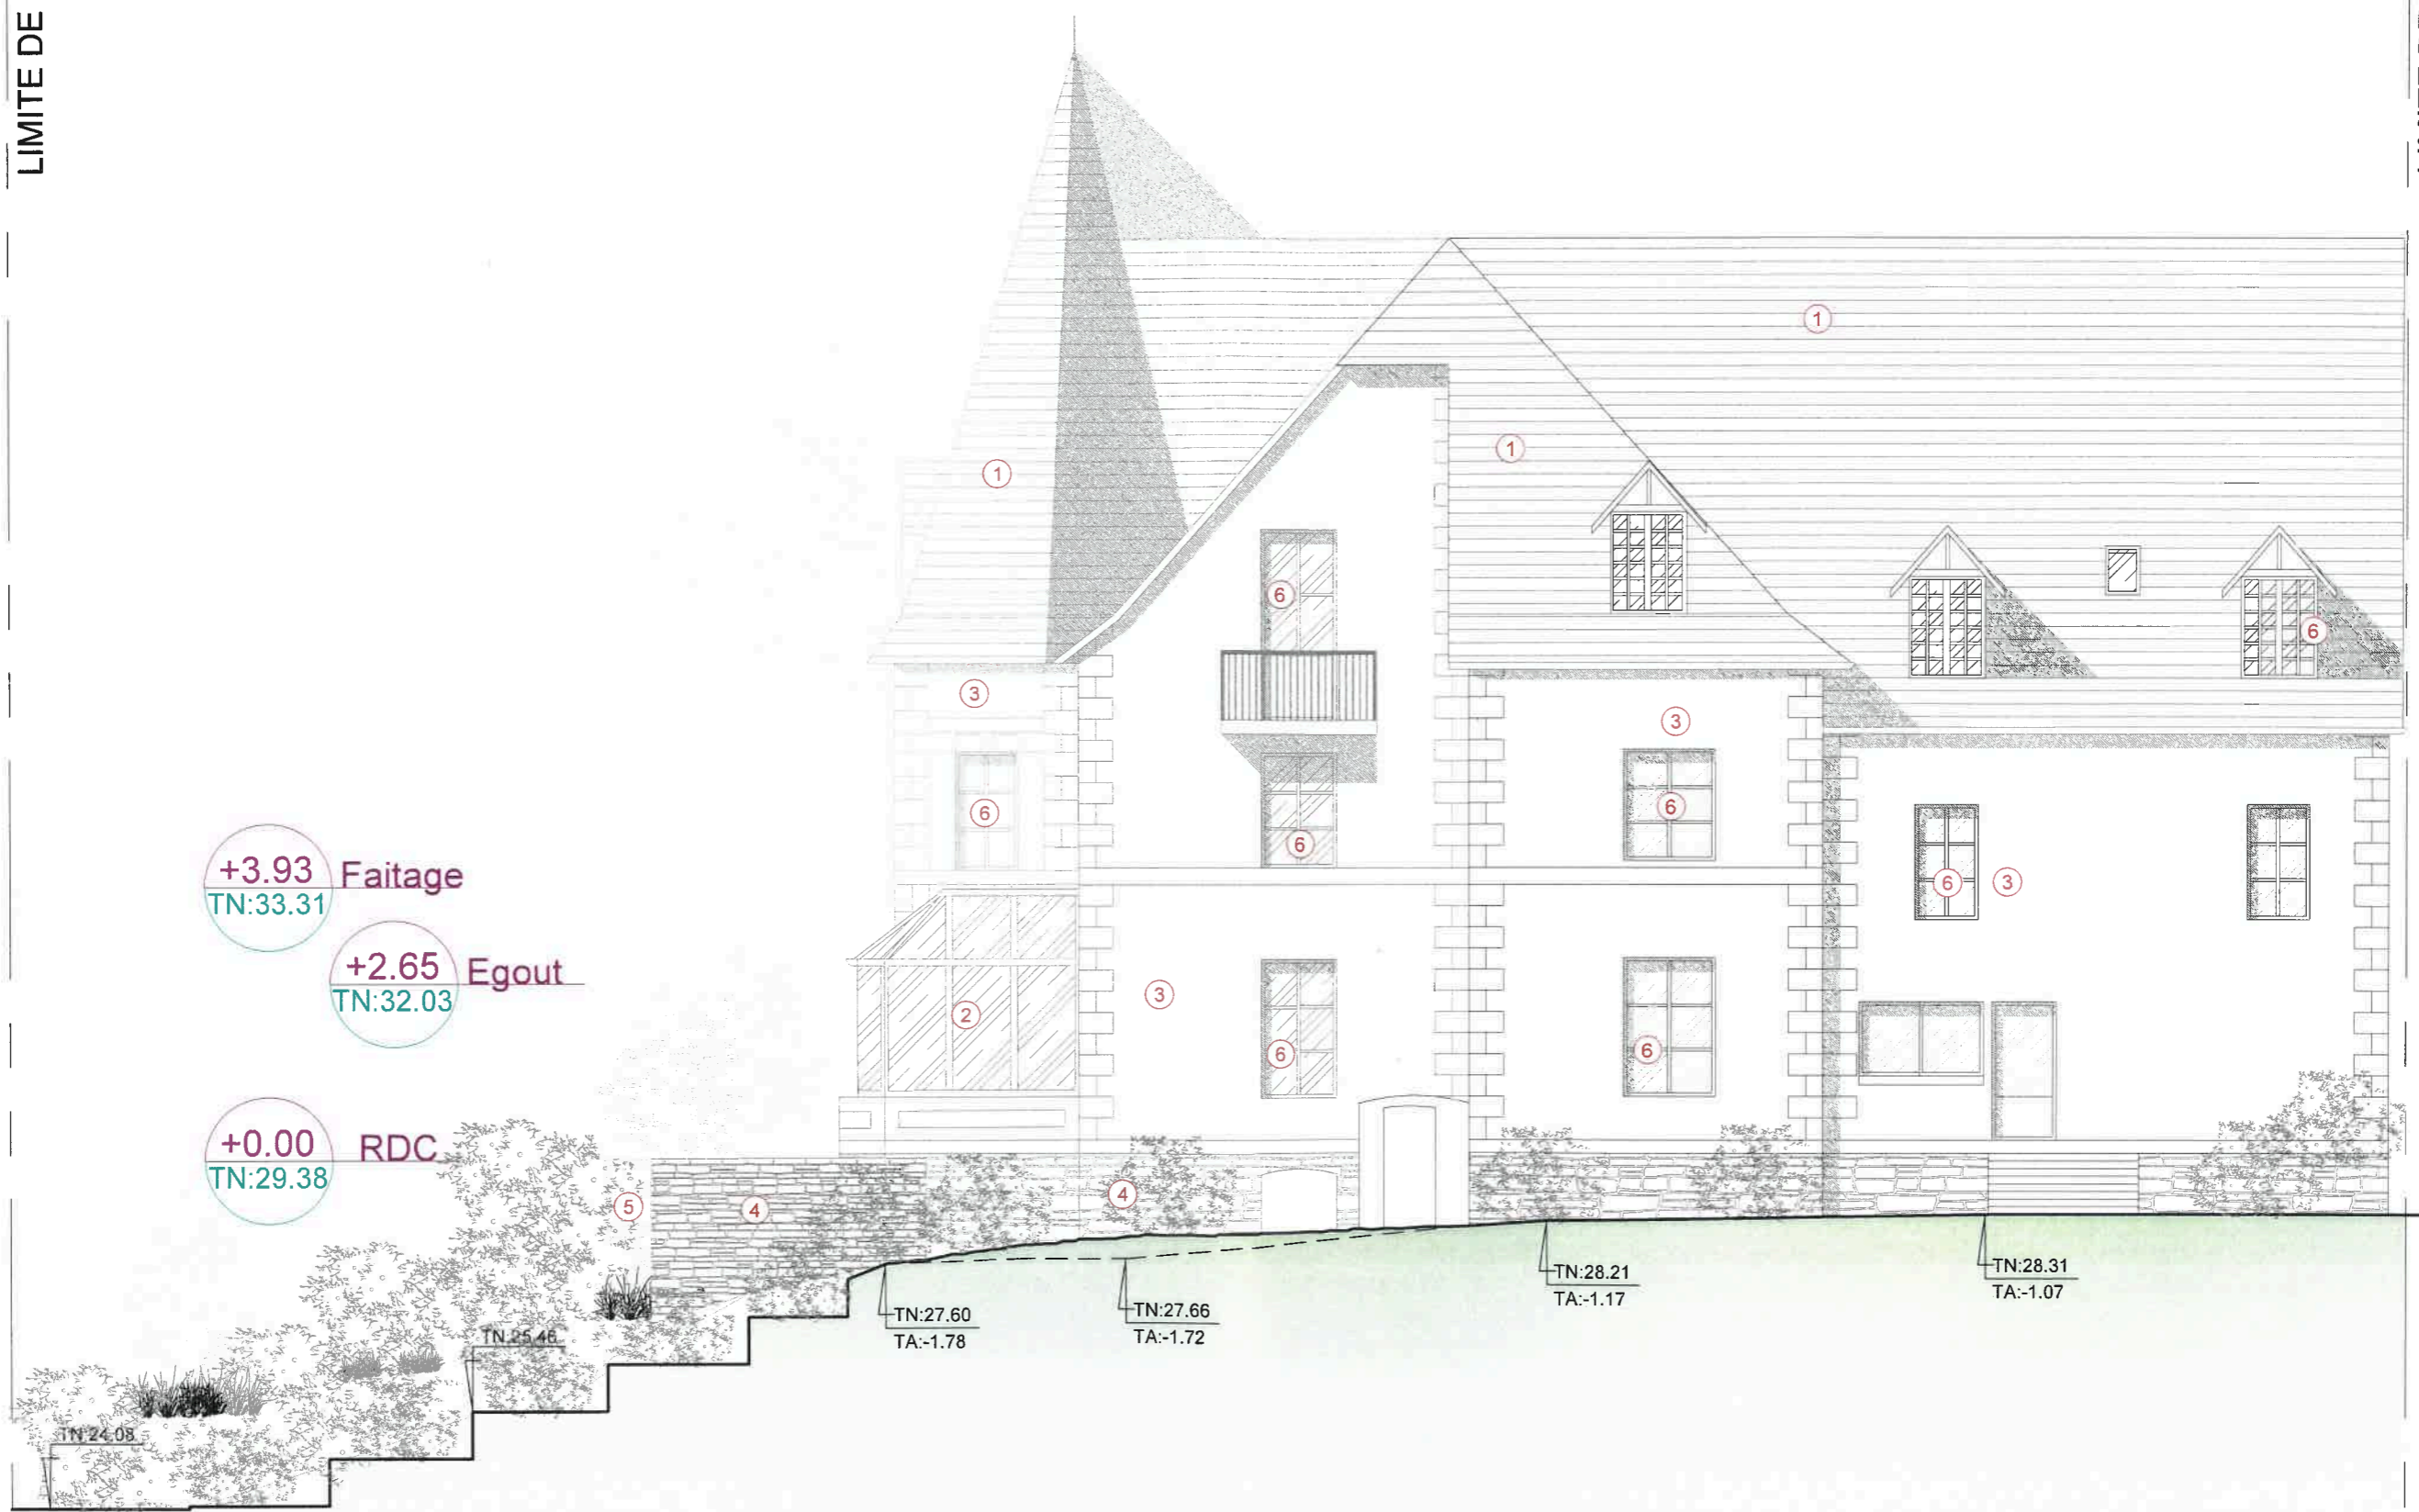 LIMITE DE
1
1
1
6
6
3
3
6
6
6
6
3
+3.93 Faitage
TN:33.31
+2.65 Egout
TN:32.03
3
2
6
6
+0.00 RDC
TN:29.38
5
4
4
TN:28.21
TA:-1.17
TN:28.31
TA:-1.07
TN:27.60
TA:-1.78
TN:27.66
TA:-1.72
TN:25.46
TN:24.08